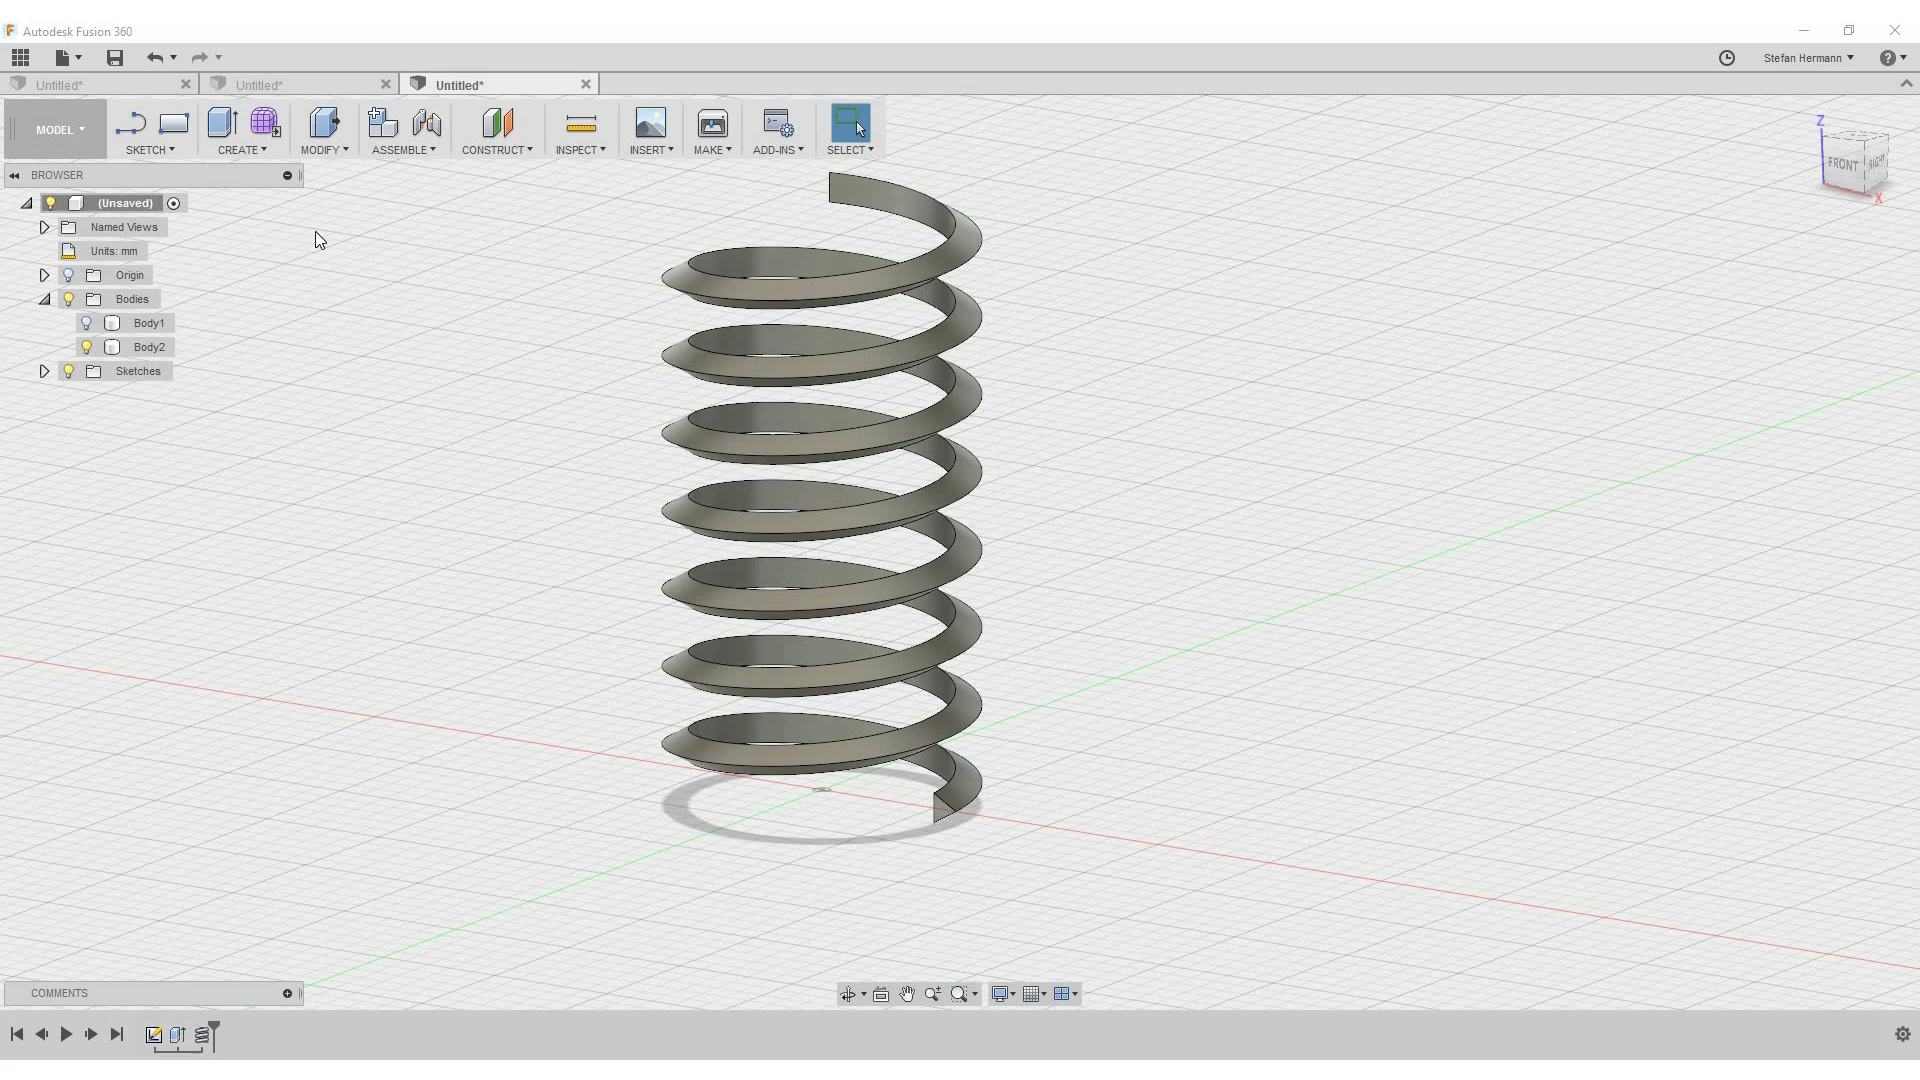 Autodesk Fusion 360
Stefan Hermann
Untitled* Untitled* Untitled*
MODEL SKETCH CREATE MODIFY ASSEMBLE CONSTRUCT INSPECT INSERT MAKE ADD-INS SELECT
BROWSER
(Unsaved)
Named Views
Units: mm
Origin
Bodies
Body1
Body2
Sketches
Z
FRONT RIGHT
X
COMMENTS